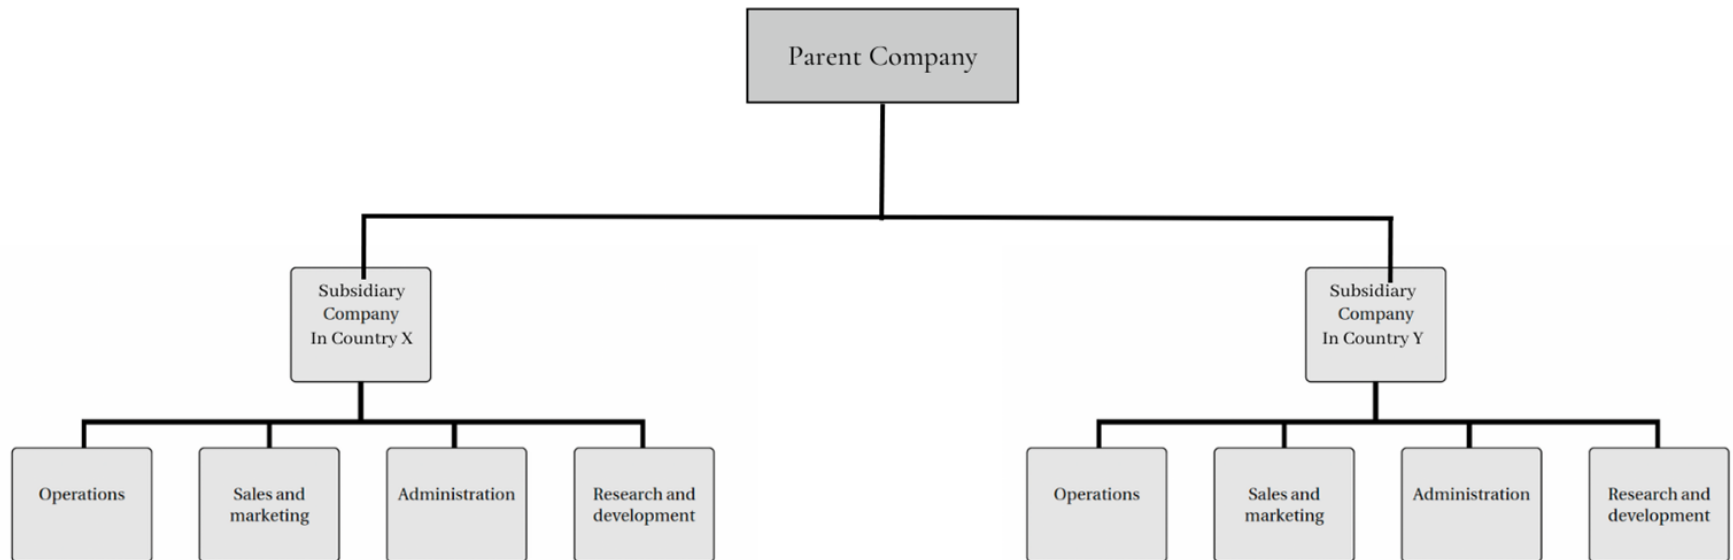 Parent Company
Subsidiary
Company
In Country X
Subsidiary
Company
In Country Y
Operations
Sales and
marketing
Administration
Research and
development
Operations
Sales and
marketing
Administration
Research and
development